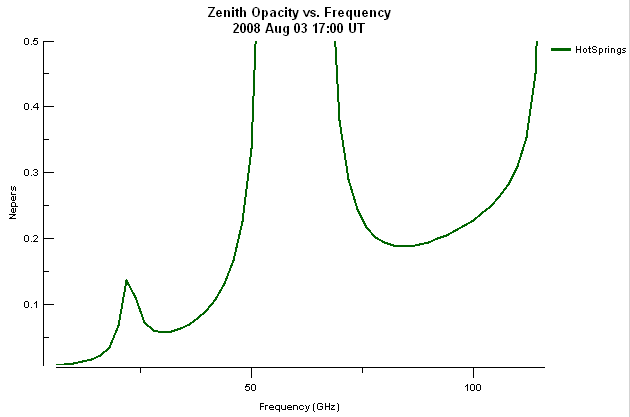 Zenith Opacity vs. Frequency
2008 Aug 03 17:00 UT
0.5
HotSprings
0.4
0.3
Nepers
0.2
0.1
50
100
Frequency (GHz)